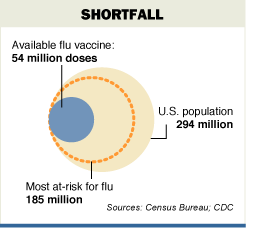 SHORTFALL
Available flu vaccine:
54 million doses
U.S. population
294 million
Most at-risk for flu
185 million
Sources: Census Bureau; CDC